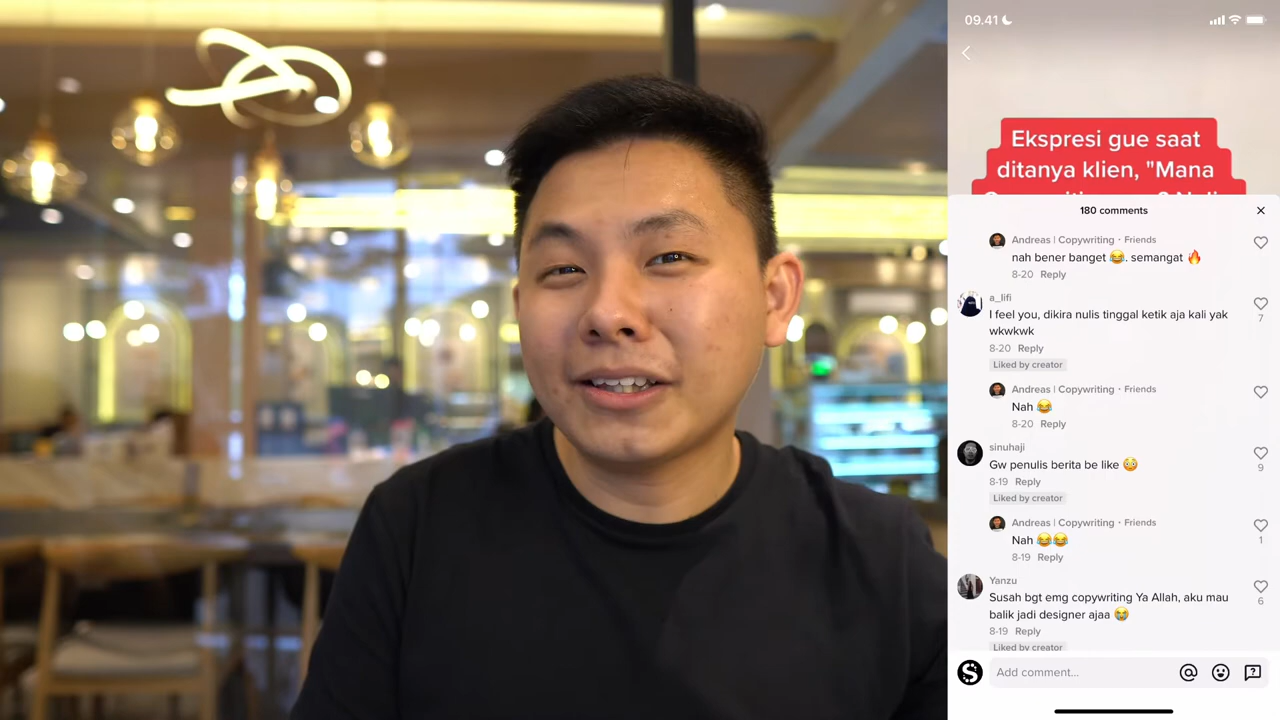 09.41
Ekspresi gue saat
ditanya klien, "Mana
180 comments
Andreas | Copywriting · Friends
nah bener banget 😂. semangat 🔥
8-20 Reply
a_lifi
7
I feel you, dikira nulis tinggal ketik aja kali yak
wkwkwk
8-20 Reply
Liked by creator
Andreas | Copywriting · Friends
Nah 😂
8-20 Reply
sinuhaji
Gw penulis berita be like 😳
9
8-19 Reply
Liked by creator
Andreas | Copywriting · Friends
Nah 😂😂
1
8-19 Reply
Yanzu
Susah bgt emg copywriting Ya Allah, aku mau
6
balik jadi designer ajaa 😭
8-19 Reply
Liked by creator
Add comment...